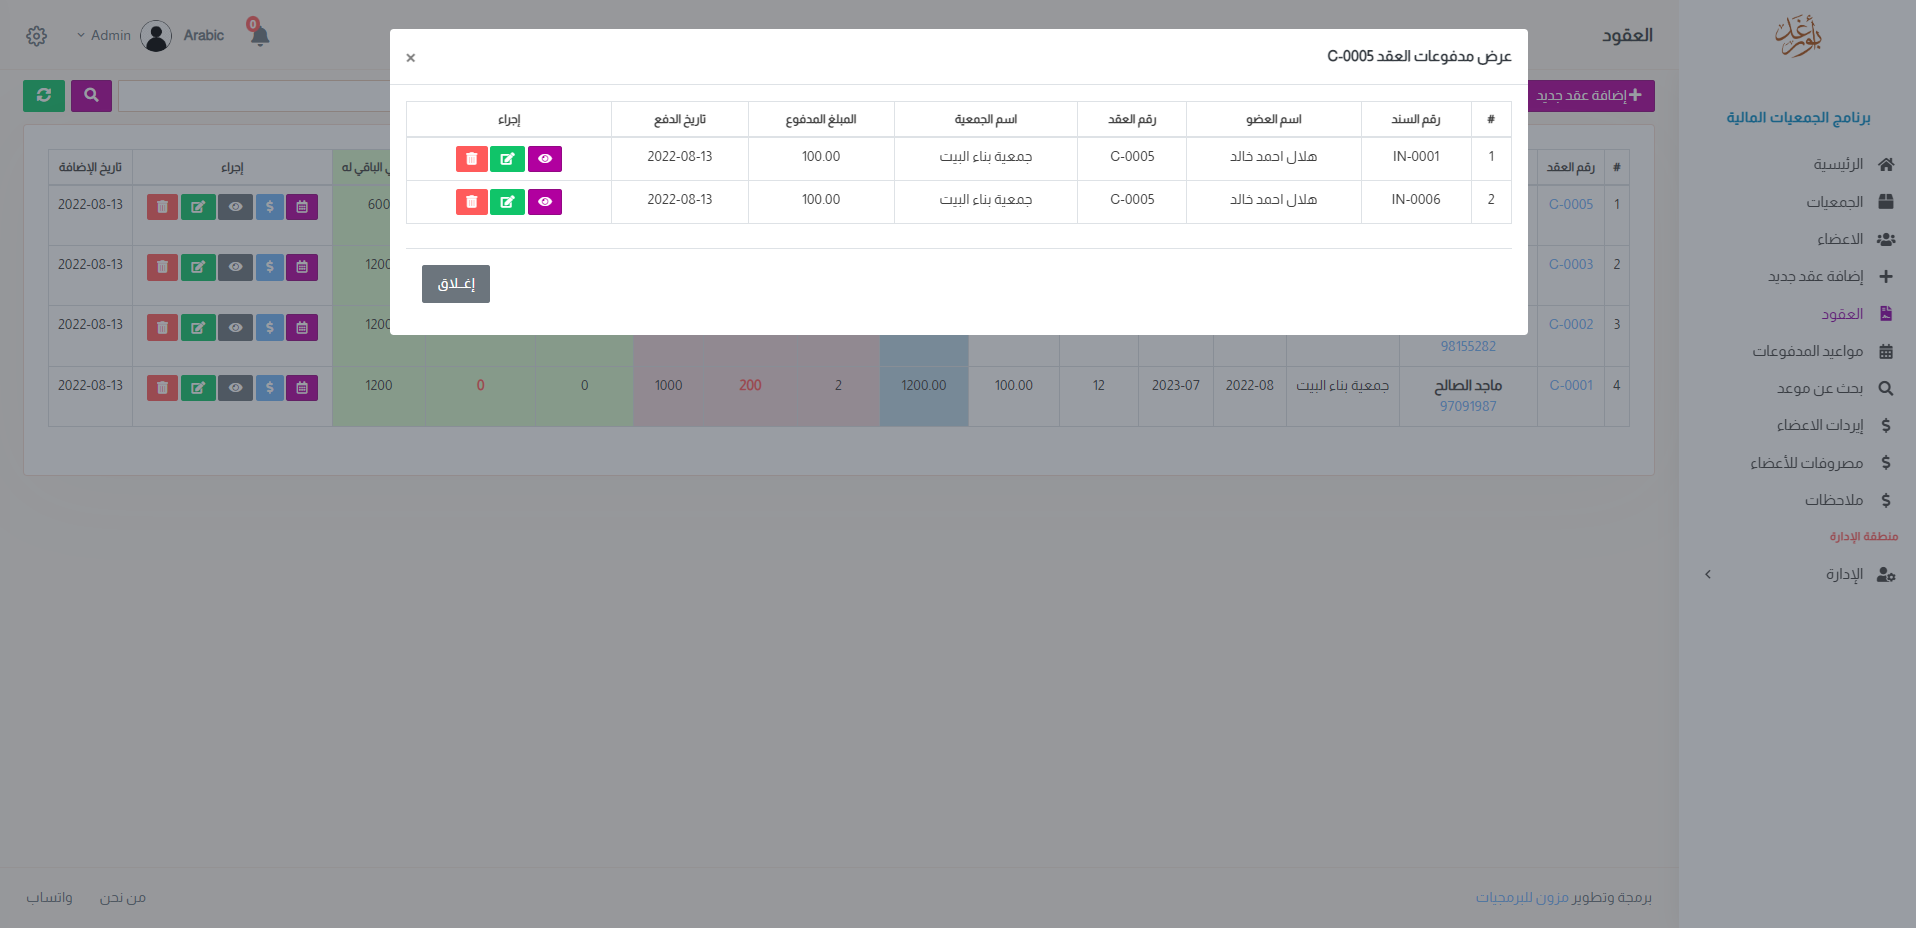 بأورغد
برنامج الجمعيات المالية
الرئيسية
الجمعيات
الاعضاء
إضافة عقد جديد
العقود
مواعيد المدفوعات
بحث عن موعد
إيردات الاعضاء
مصروفات للأعضاء
ملاحظات
منطقة الإدارة
الإدارة
العقود
0
Arabic
Admin
إضافة عقد جديد
عرض مدفوعات العقد C-0005
×
# رقم السند اسم العضو رقم العقد اسم الجمعية المبلغ المدفوع تاريخ الدفع إجراء
1 IN-0001 هلال احمد خالد C-0005 جمعية بناء البيت 100.00 2022-08-13
2 IN-0006 هلال احمد خالد C-0005 جمعية بناء البيت 100.00 2022-08-13
إغـلاق
# رقم العقد الباقي له إجراء تاريخ الإضافة
1 C-0005 600 2022-08-13
2 C-0003 1200 2022-08-13
3 C-0002 1200 2022-08-13
98155282
4 C-0001 ماجد الصالح جمعية بناء البيت 2022-08 2023-07 12 100.00 1200.00 2 200 1000 0 0 1200 2022-08-13
97091987
برمجة وتطوير مزون للبرمجيات
من نحن
واتساب